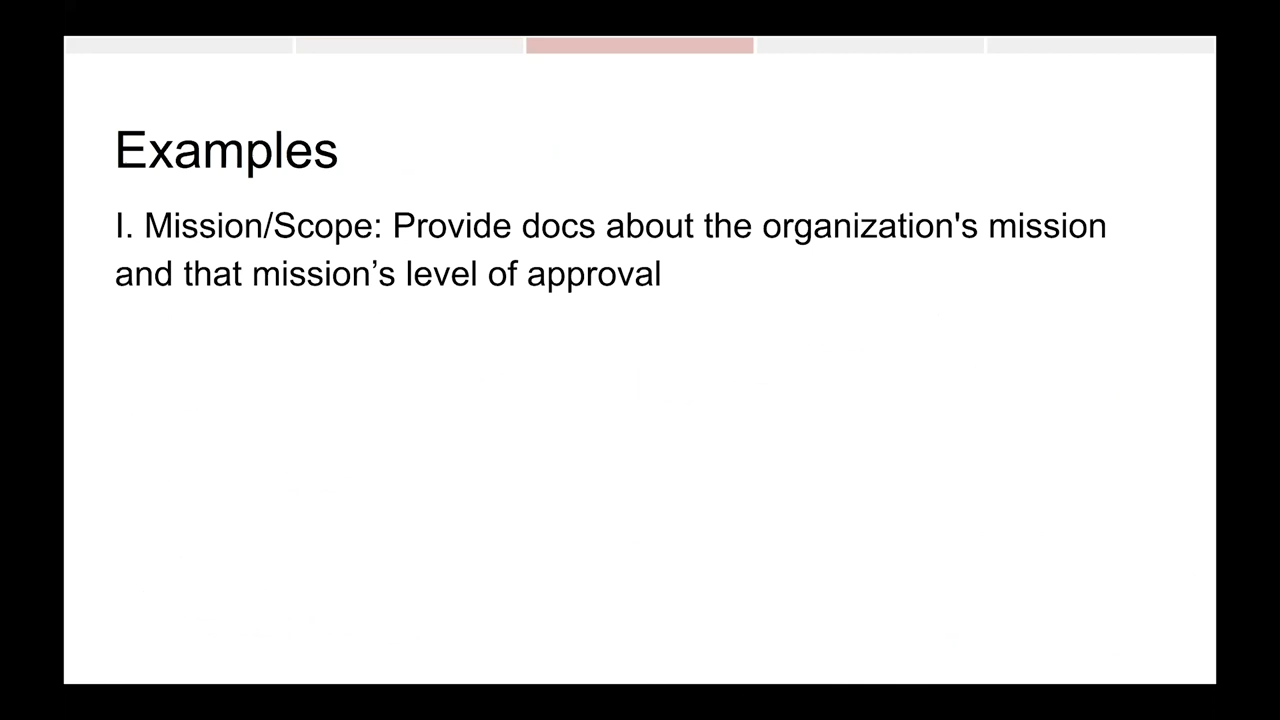 Examples
I. Mission/Scope: Provide docs about the organization's mission
and that mission’s level of approval